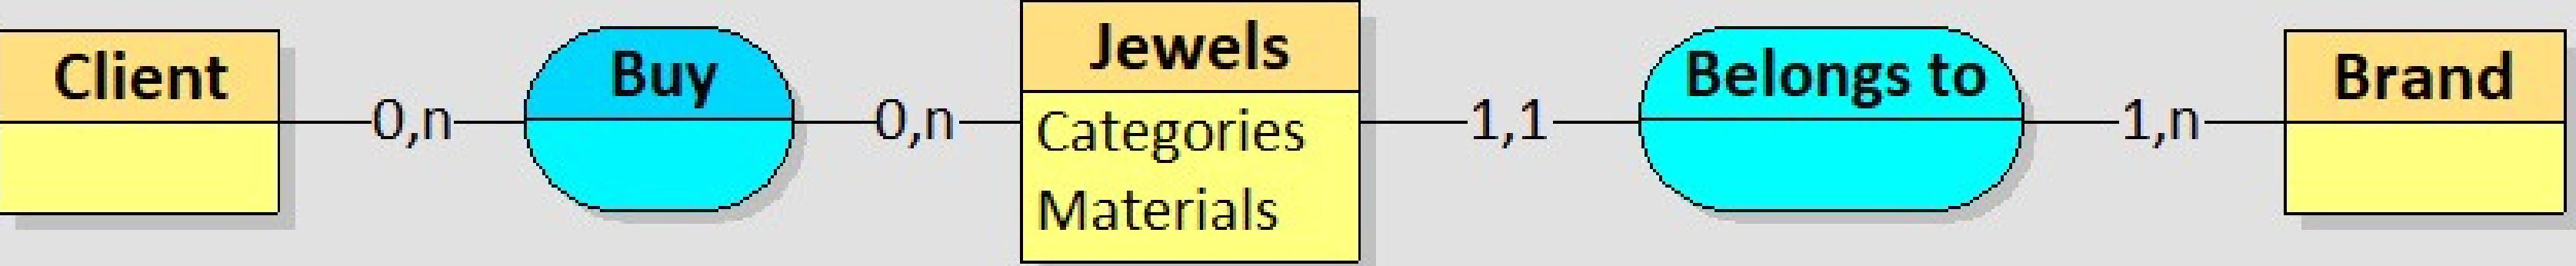 Client
0,n
Buy
0,n
Jewels
Categories
Materials
1,1
Belongs to
1,n
Brand